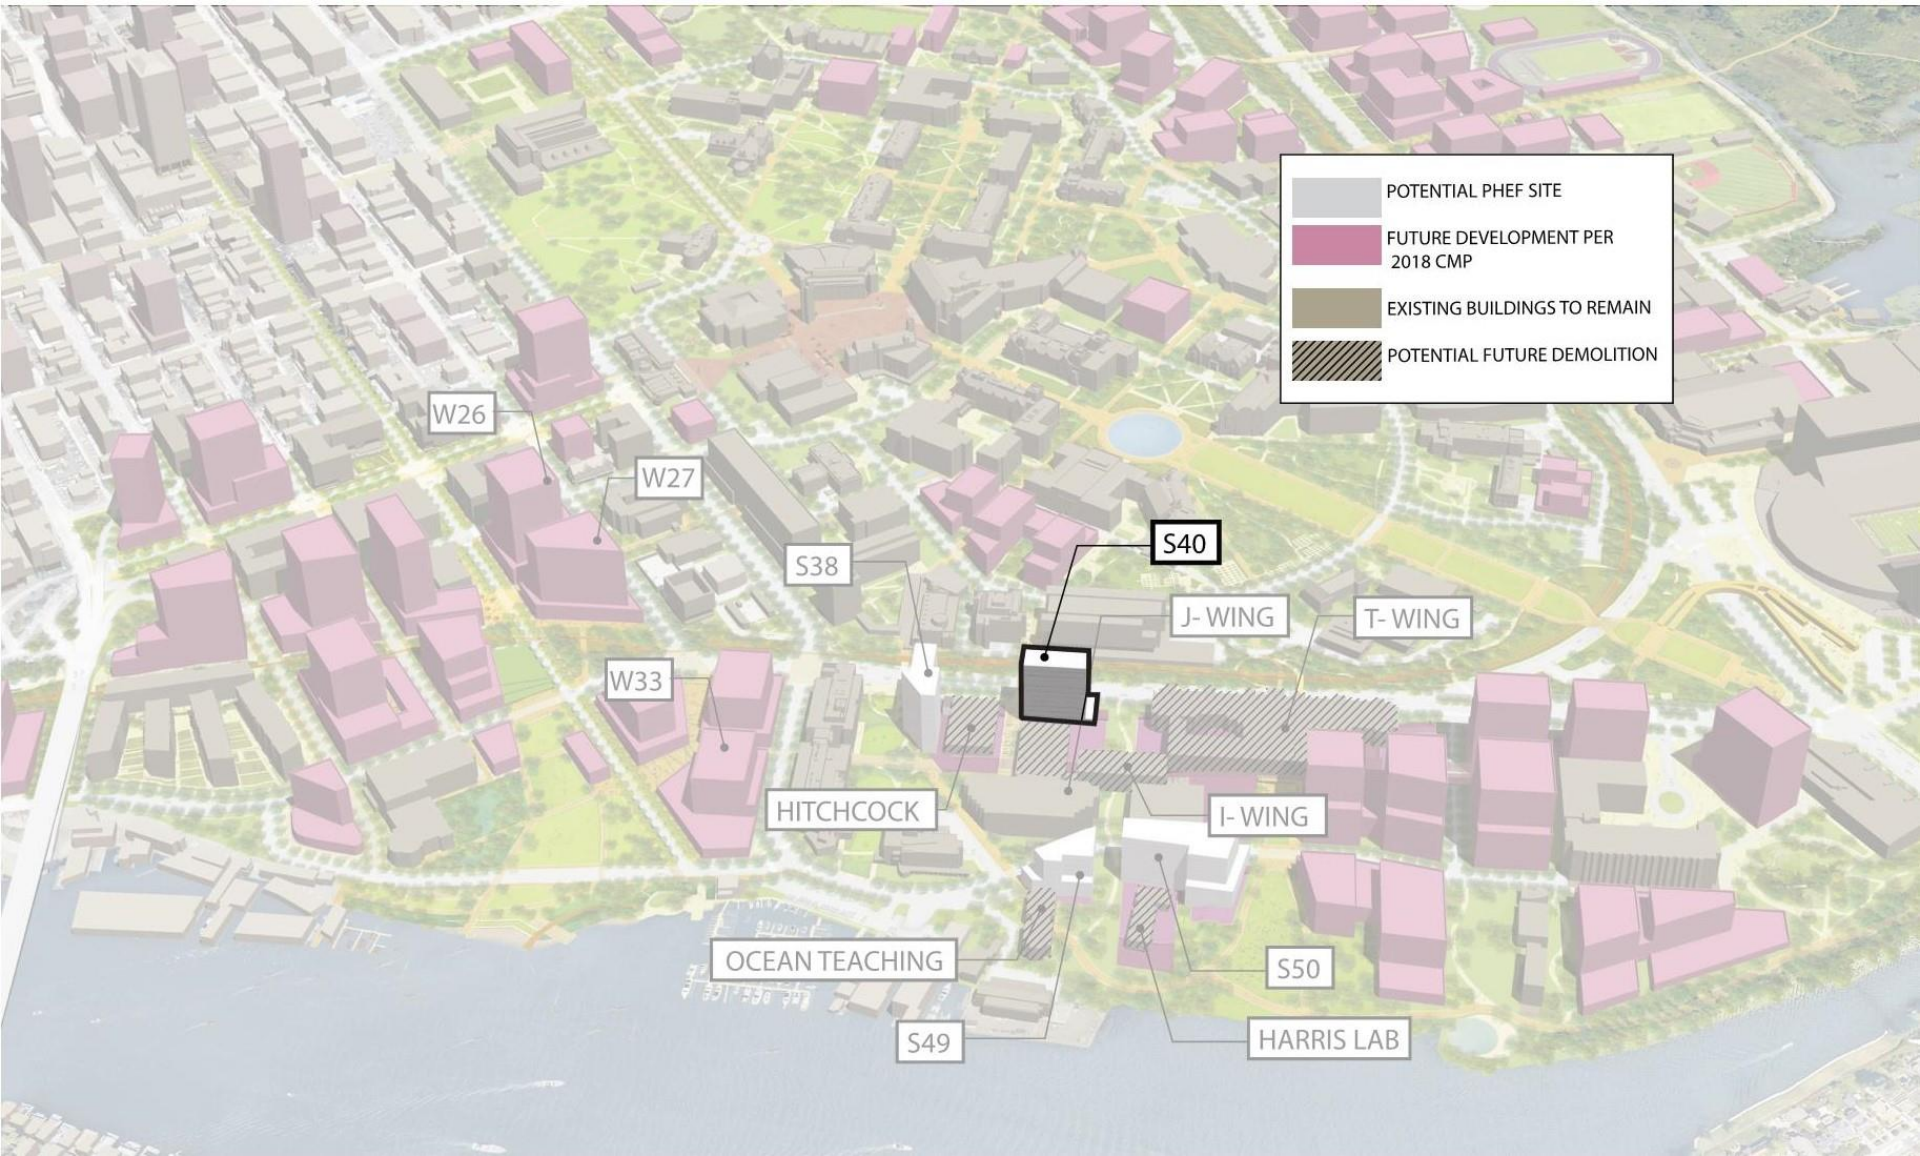 POTENTIAL PHEF SITE
FUTURE DEVELOPMENT PER
2018 CMP
EXISTING BUILDINGS TO REMAIN
POTENTIAL FUTURE DEMOLITION
W26
W27
S38
S40
J- WING
T- WING
W33
HITCHCOCK
I- WING
OCEAN TEACHING
S50
S49
HARRIS LAB